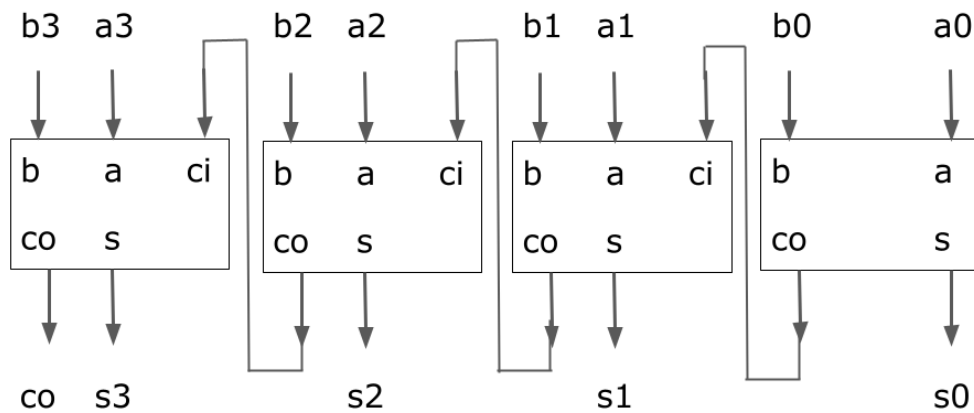 b3 a3 b2 a2 b1 a1 b0 a0
b a ci b a ci b a ci b a
co s co s co s co s
co s3 s2 s1 s0